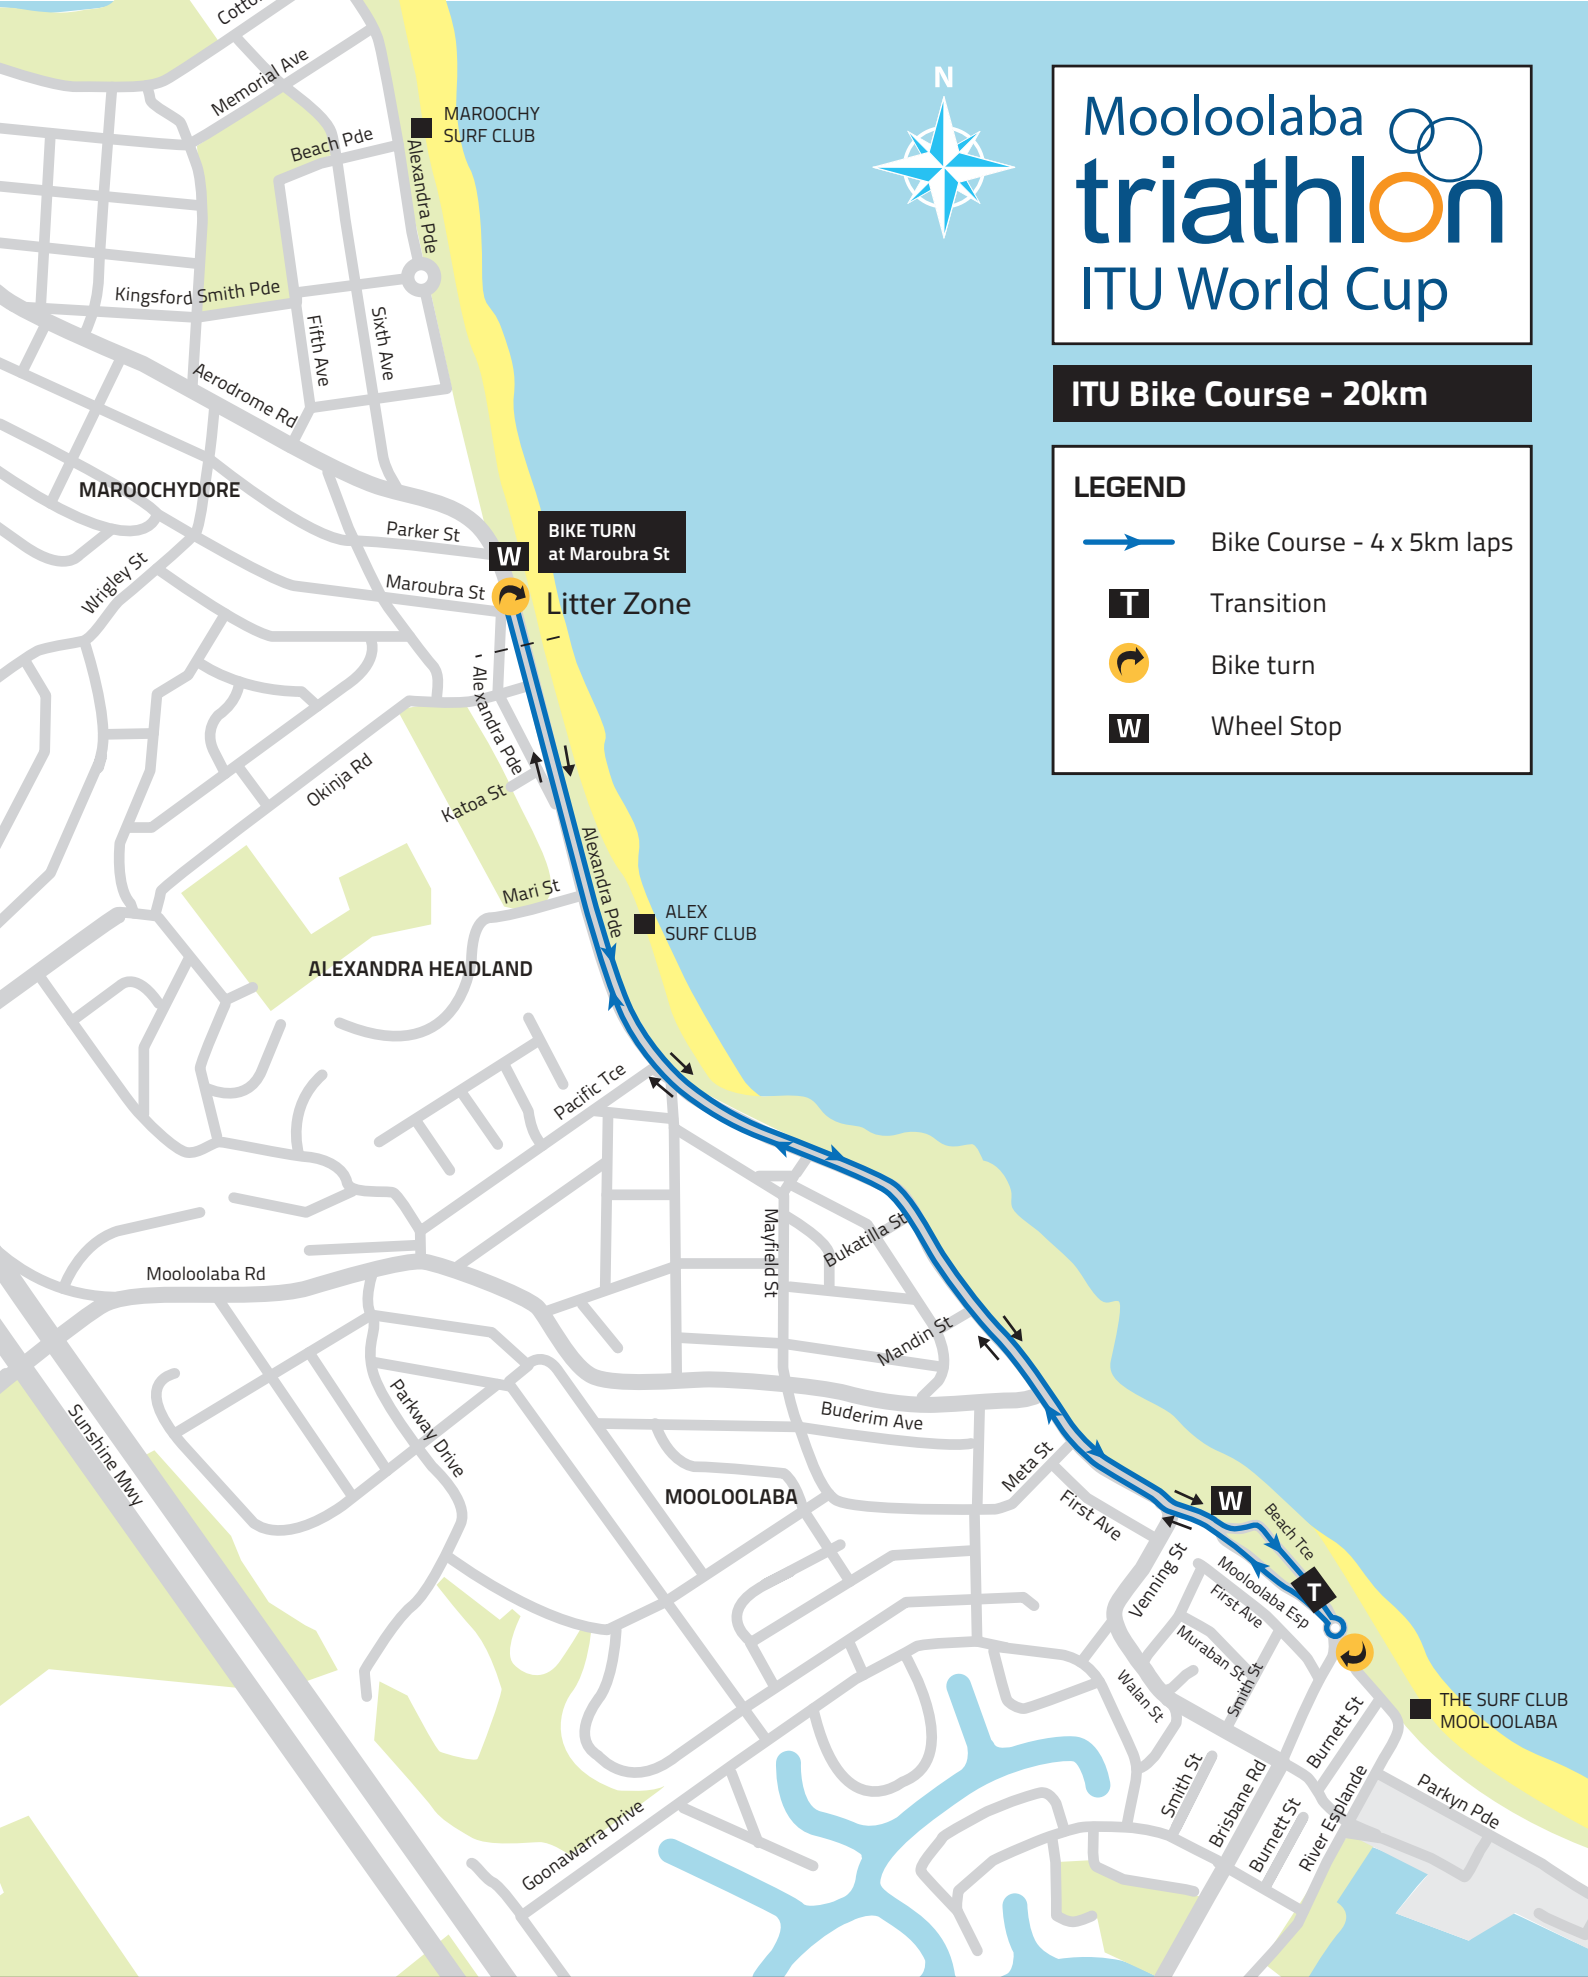 Memorial Ave
MAROOCHY
SURF CLUB
Beach Pde
Alexandra Pde
Kingsford Smith Pde
Fifth Ave
Sixth Ave
Aerodrome Rd
N
Mooloolaba
triathlon
ITU World Cup
ITU Bike Course - 20km
LEGEND
Bike Course - 4 x 5km laps
T
Transition
Bike turn
W
Wheel Stop
MAROOCHYDORE
Parker St
W
BIKE TURN
at Maroubra St
Wrigley St
Maroubra St
Litter Zone
Alexandra Pde
Okinja Rd
Katoa St
Alexandra Pde
Mari St
ALEX
SURF CLUB
ALEXANDRA HEADLAND
Pacific Tce
Mayfield St
Bukatilla St
Mooloolaba Rd
Mandin St
Parkway Drive
Sunshine Mwy
Buderim Ave
Meta St
MOOLOOLABA
First Ave
W
Beach Tce
Venning St
Mooloolaba Esp
T
First Ave
Muraban St
Smith St
Walan St
THE SURF CLUB
MOOLOOLABA
Burnett St
Smith St
Brisbane Rd
Burnett St
River Esplande
Parkyn Pde
Goonawarra Drive